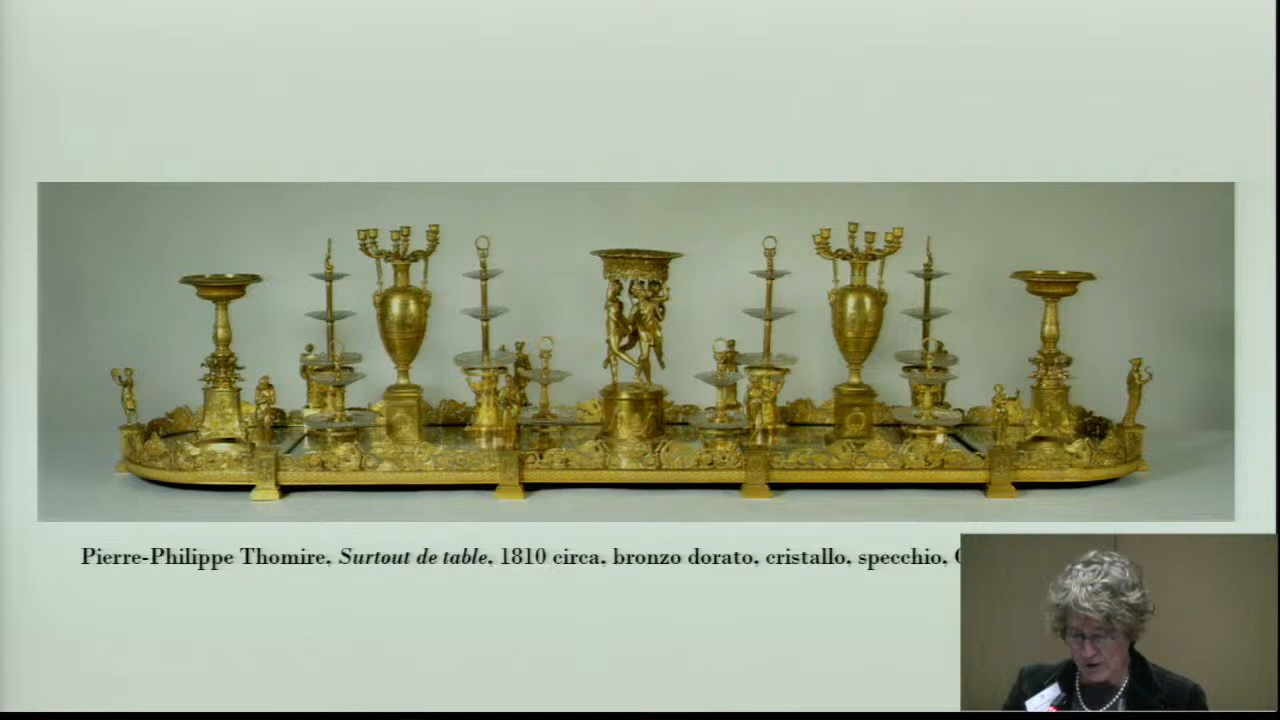 Pierre-Philippe Thomire, Surtout de table, 1810 circa, bronzo dorato, cristallo, specchio,